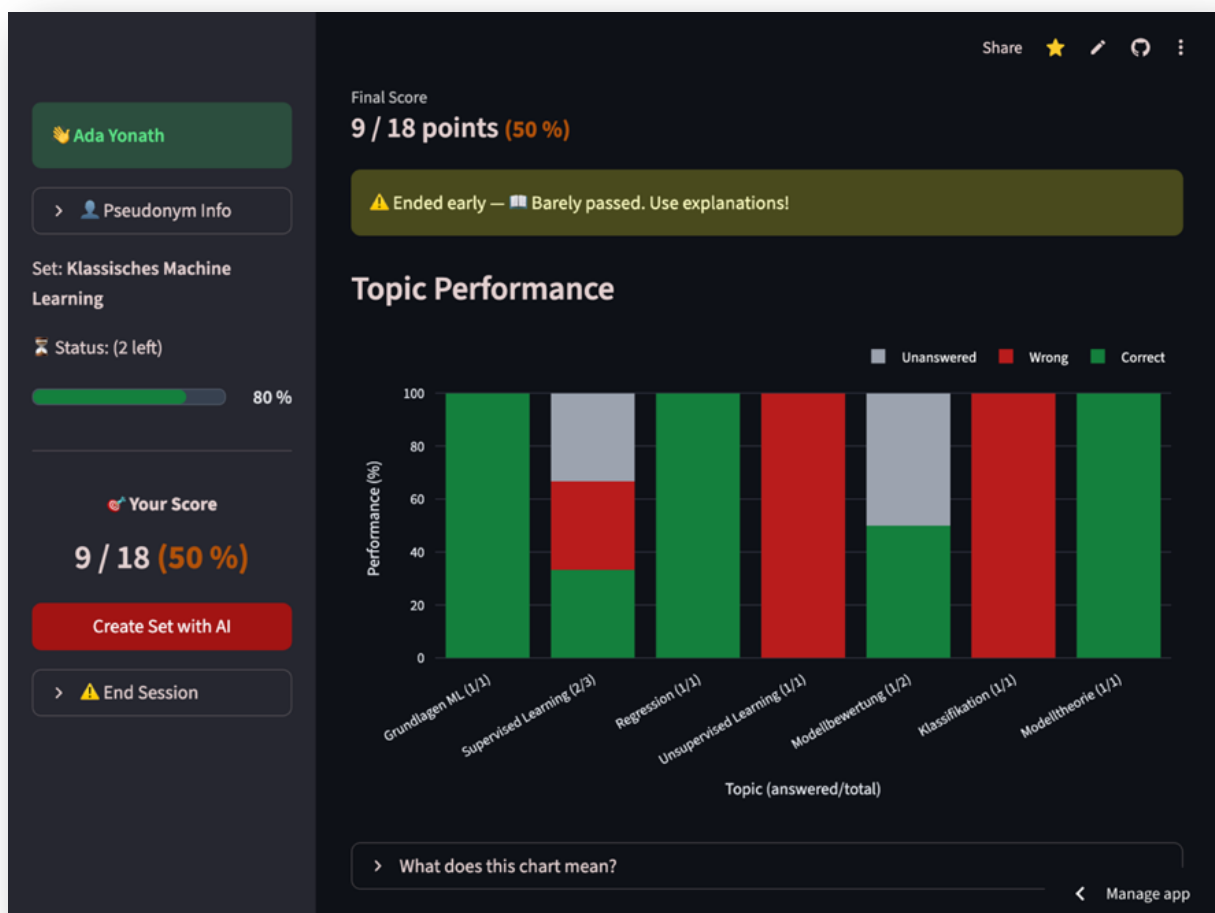 Share
👋 Ada Yonath
👤 Pseudonym Info
Set: Klassisches Machine
Learning
⏳ Status: (2 left)
80 %
🎯 Your Score
9 / 18 (50 %)
Create Set with AI
⚠️ End Session
Final Score
9 / 18 points (50 %)
⚠️ Ended early — 📖 Barely passed. Use explanations!
Topic Performance
Unanswered
Wrong
Correct
Performance (%)
100
80
60
40
20
0
Grundlagen ML (1/1)
Supervised Learning (2/3)
Regression (1/1)
Unsupervised Learning (1/1)
Modellbewertung (1/2)
Klassifikation (1/1)
Modelltheorie (1/1)
Topic (answered/total)
What does this chart mean?
Manage app